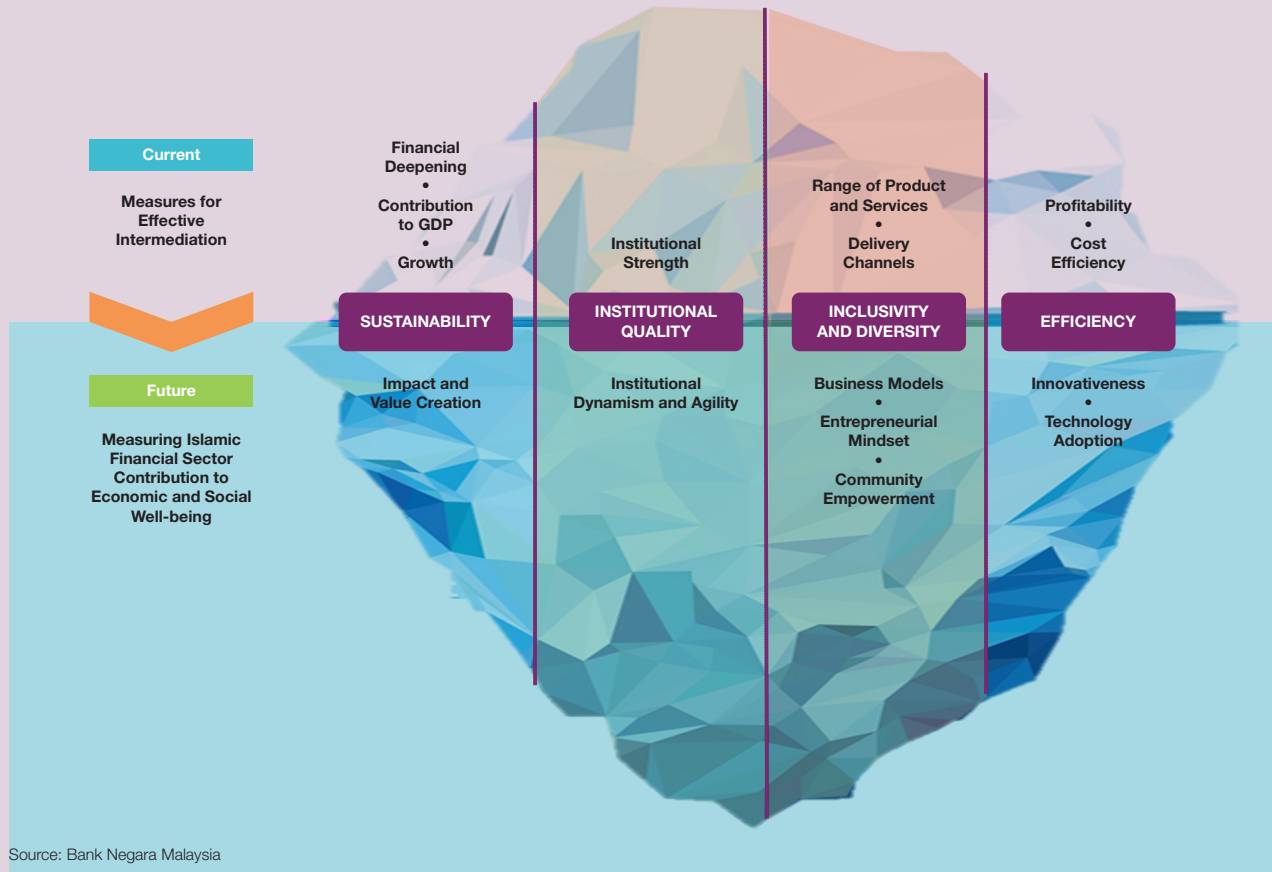 Current
Measures for
Effective
Intermediation
Financial
Deepening
•
Contribution
to GDP
•
Growth
Institutional
Strength
Range of Product
and Services
•
Delivery
Channels
Profitability
•
Cost
Efficiency
SUSTAINABILITY
INSTITUTIONAL
QUALITY
INCLUSIVITY
AND DIVERSITY
EFFICIENCY
Future
Measuring Islamic
Financial Sector
Contribution to
Economic and Social
Well-being
Impact and
Value Creation
Institutional
Dynamism and Agility
Business Models
•
Entrepreneurial
Mindset
•
Community
Empowerment
Innovativeness
•
Technology
Adoption
Source: Bank Negara Malaysia